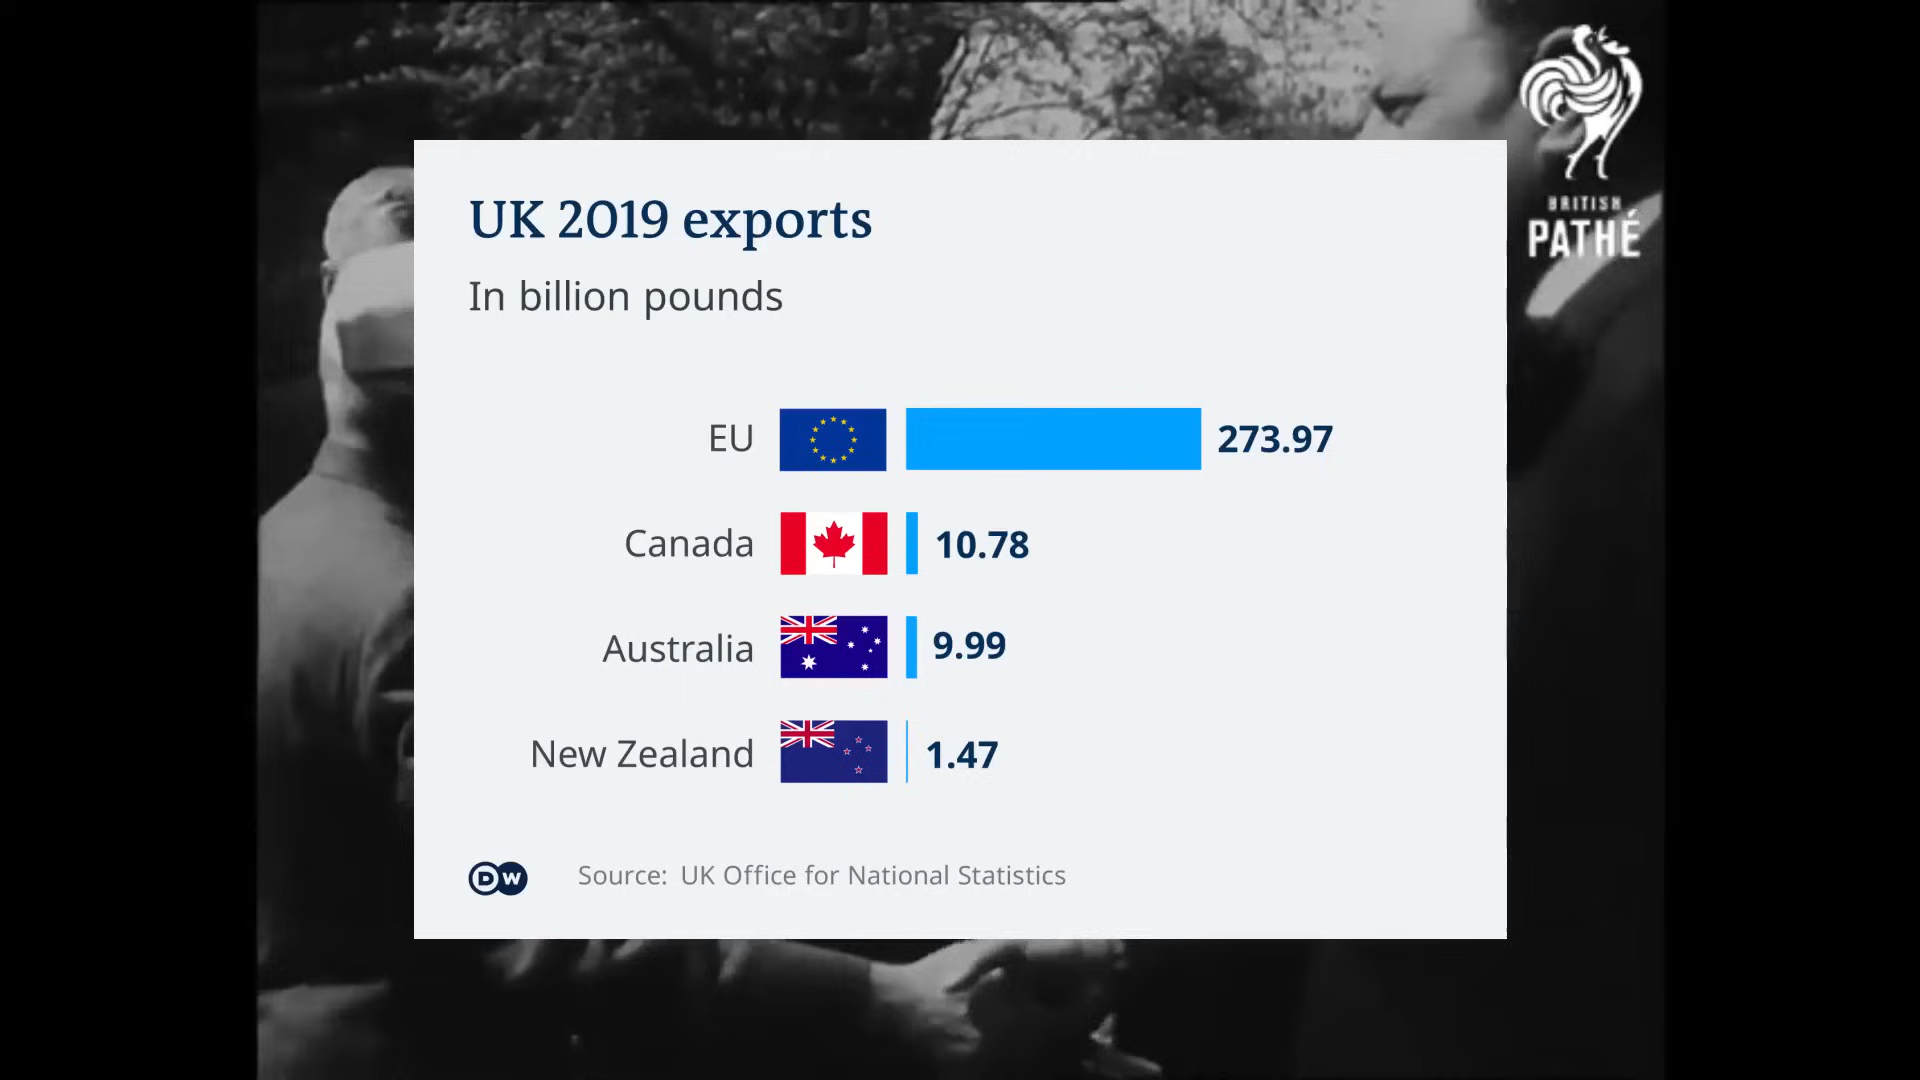 BRITISH
PATHÉ
UK 2019 exports
In billion pounds
EU 273.97
Canada 10.78
Australia 9.99
New Zealand 1.47
DW Source: UK Office for National Statistics